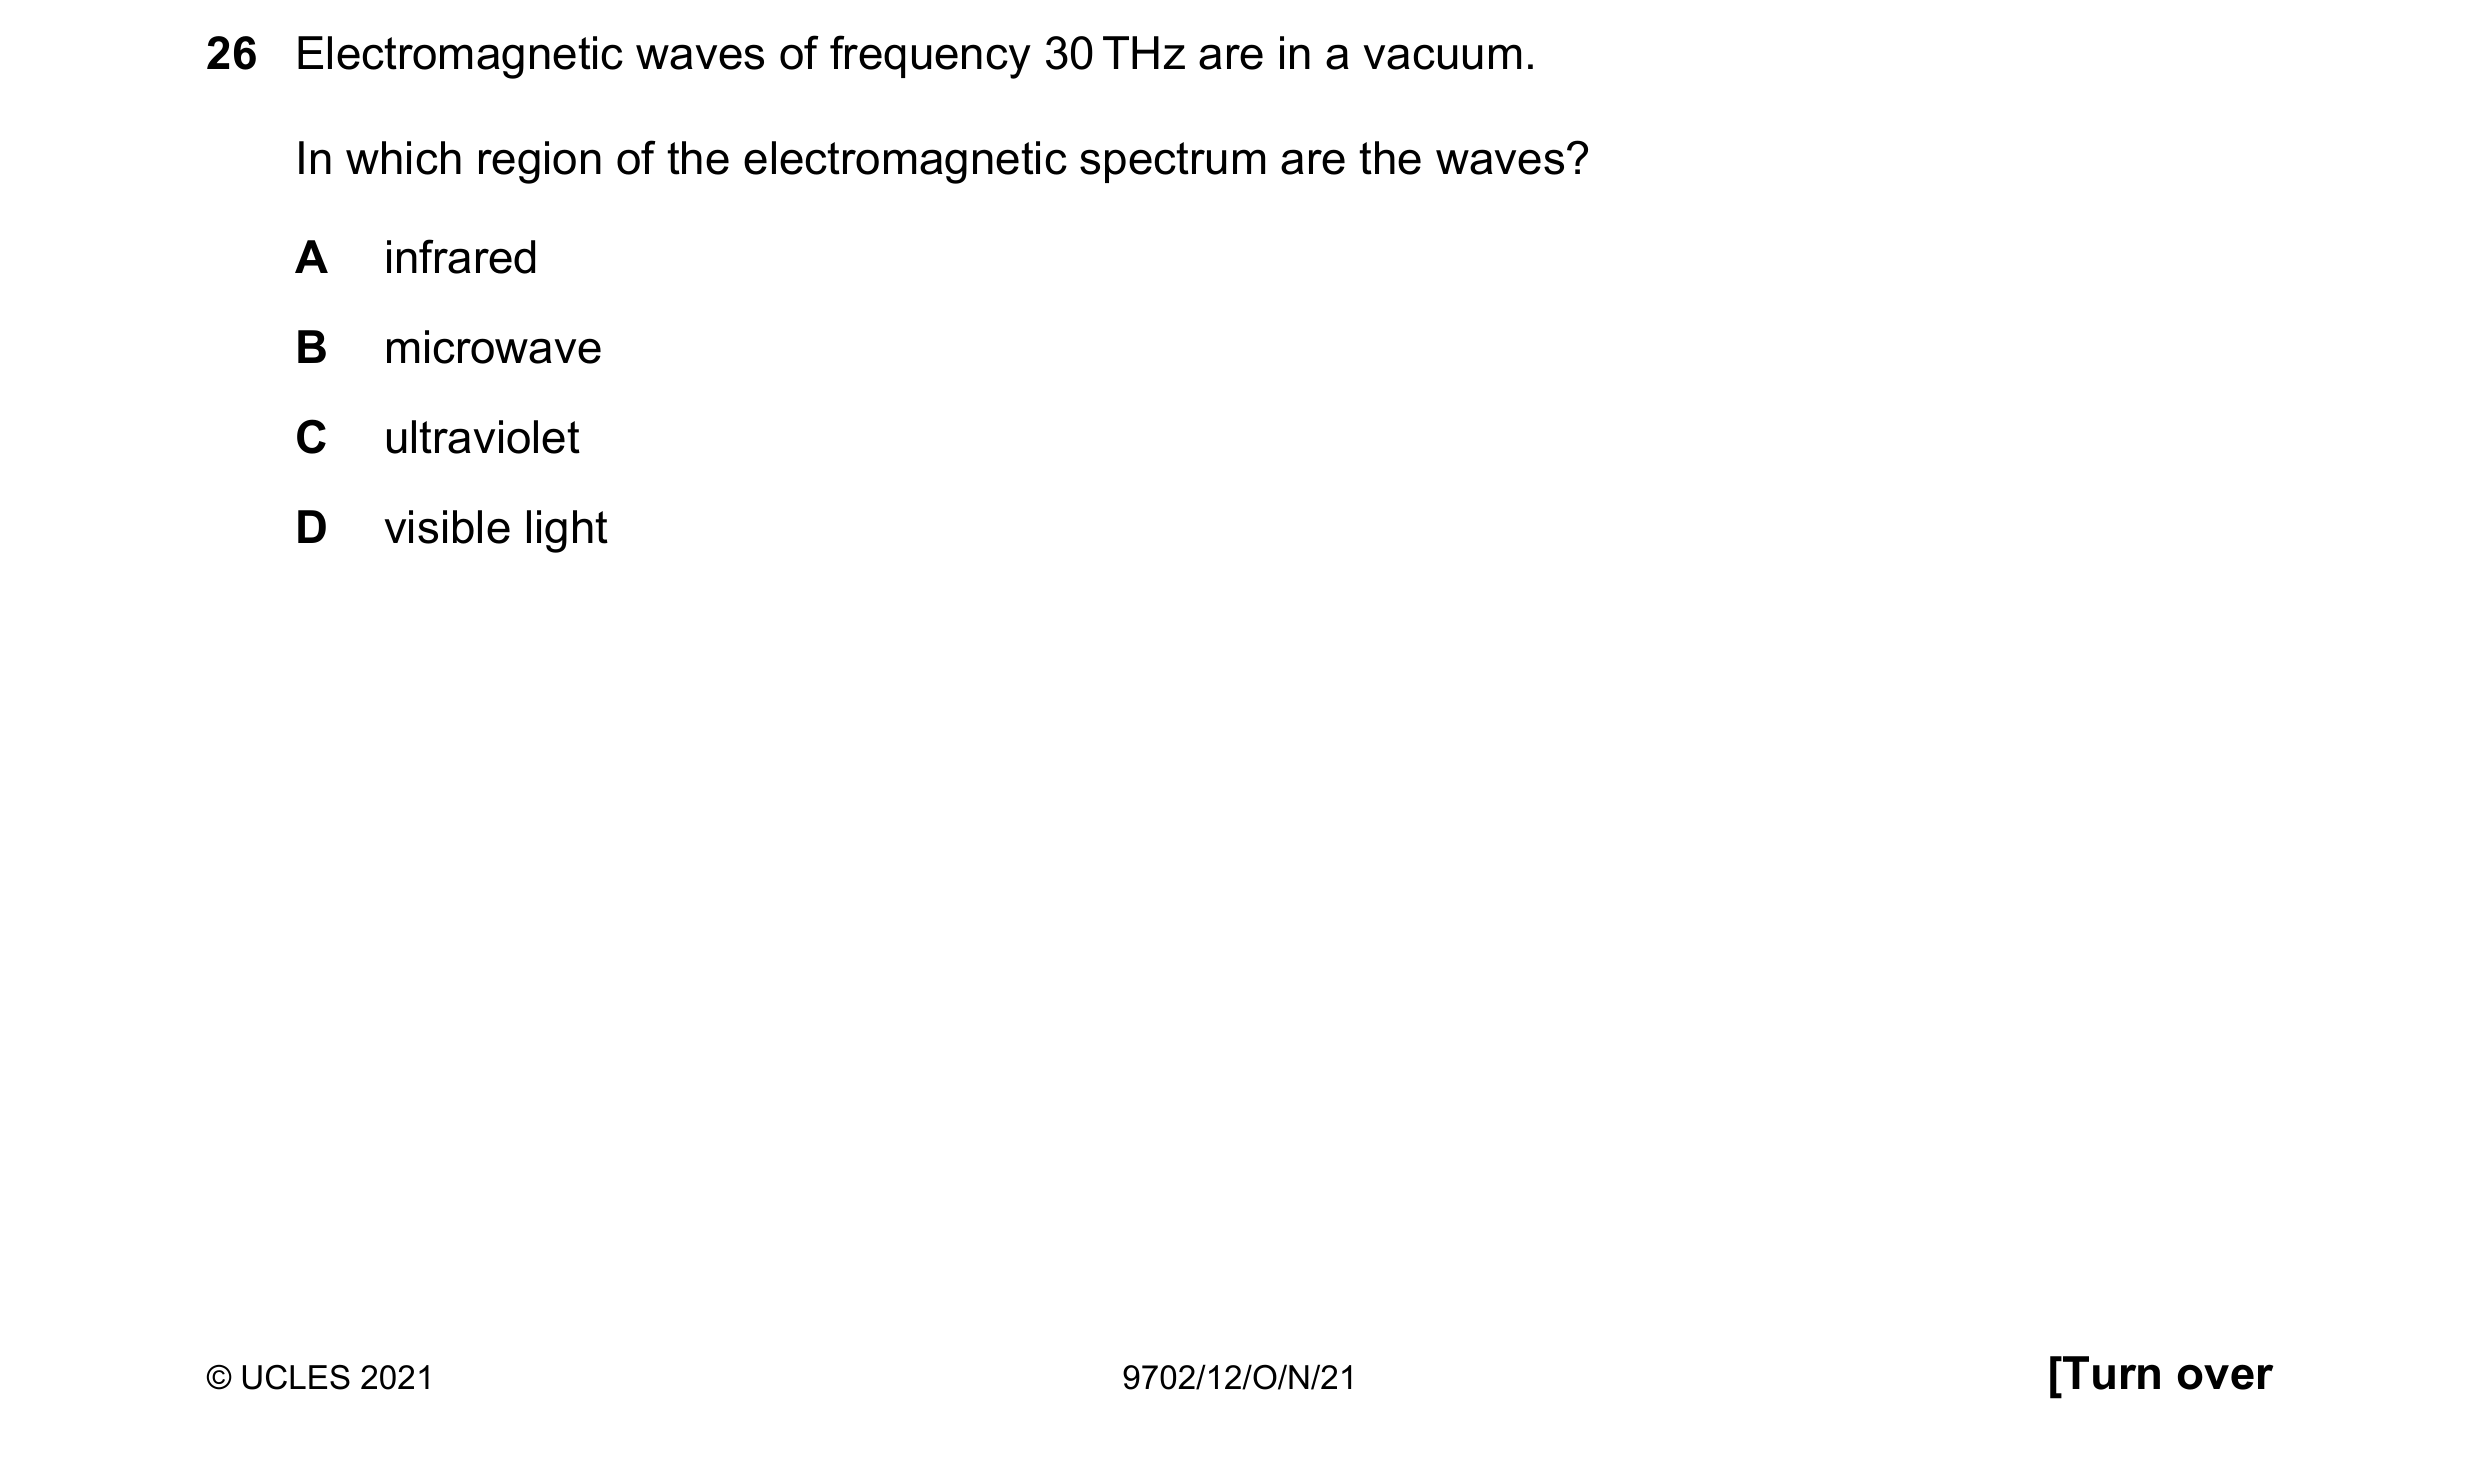 26 Electromagnetic waves of frequency 30 THz are in a vacuum.
In which region of the electromagnetic spectrum are the waves?
A infrared
B microwave
C ultraviolet
D visible light
© UCLES 2021 9702/12/O/N/21 [Turn over